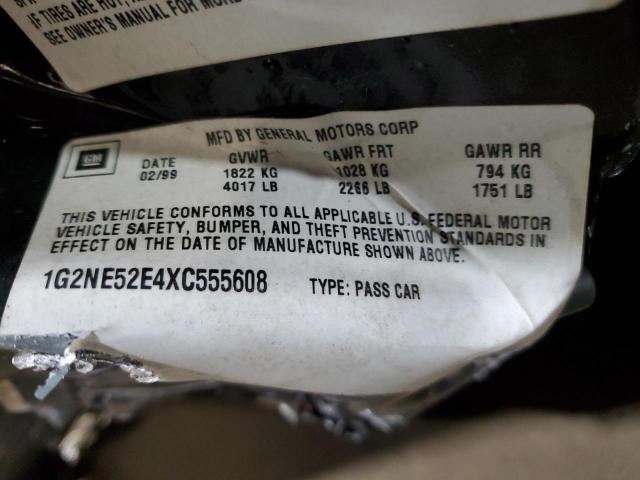 IF TIRES ARE HOT,
SEE OWNER'S MANUAL FOR MORE
MFD BY GENERAL MOTORS CORP
GM
DATE GVWR GAWR FRT GAWR RR
02/99 1822 KG 1028 KG 794 KG
4017 LB 2266 LB 1751 LB
THIS VEHICLE CONFORMS TO ALL APPLICABLE U.S. FEDERAL MOTOR
VEHICLE SAFETY, BUMPER, AND THEFT PREVENTION STANDARDS IN
EFFECT ON THE DATE OF MANUFACTURE SHOWN ABOVE.
1G2NE52E4XC555608 TYPE: PASS CAR